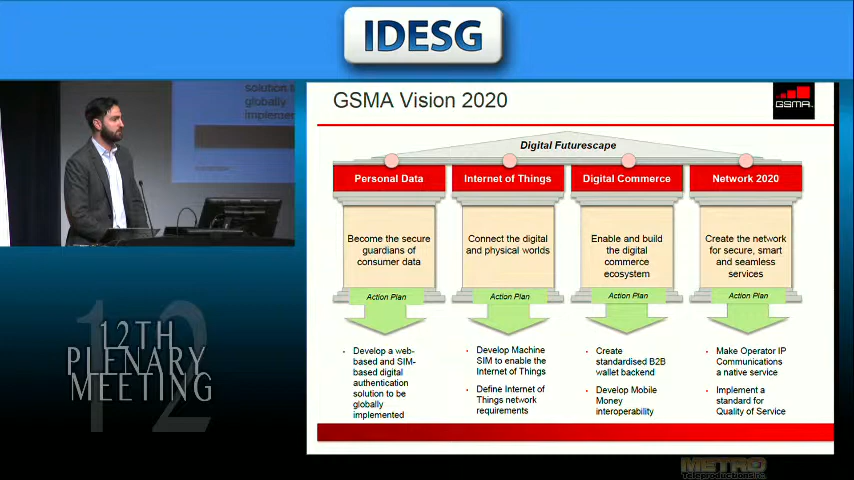 IDESG
solution t
globally
implemen
GSMA Vision 2020
GSMA
Digital Futurescape
Personal Data
Internet of Things
Digital Commerce
Network 2020
Become the secure
guardians of
consumer data
Connect the digital
and physical worlds
Enable and build
the digital
commerce
ecosystem
Create the network
for secure, smart
and seamless
services
Action Plan
Action Plan
Action Plan
Action Plan
• Develop a web-
based and SIM-
based digital
authentication
solution to be
globally
implemented
• Develop Machine
SIM to enable the
Internet of Things
• Define Internet of
Things network
requirements
• Create
standardised B2B
wallet backend
• Develop Mobile
Money
interoperability
• Make Operator IP
Communications
a native service
• Implement a
standard for
Quality of Service
12
12TH
PLENARY
MEETING
METRO
Teleproductions Inc